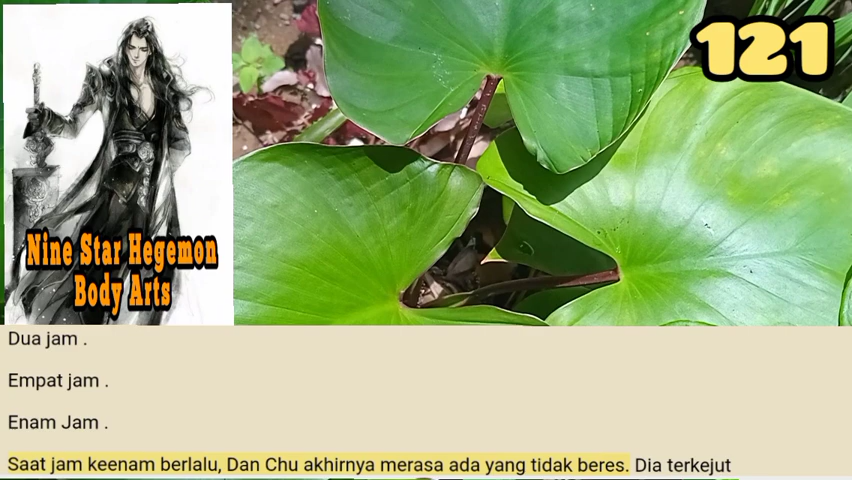 121
Nine Star Hegemon
Body Arts
Dua jam .
Empat jam .
Enam Jam .
Saat jam keenam berlalu, Dan Chu akhirnya merasa ada yang tidak beres. Dia terkejut